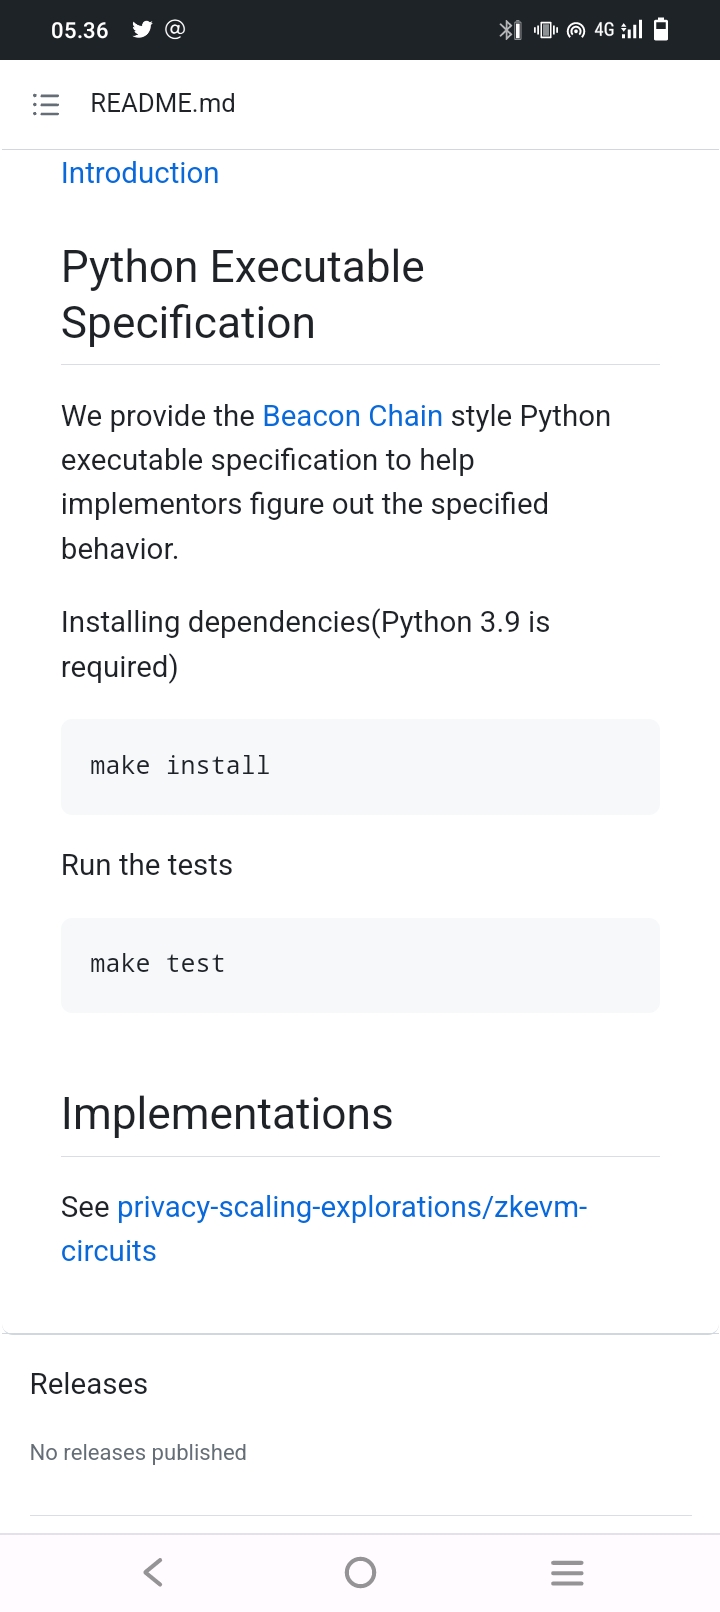 05.36 @ 4G
README.md
Introduction
Python Executable
Specification
We provide the Beacon Chain style Python
executable specification to help
implementors figure out the specified
behavior.
Installing dependencies(Python 3.9 is
required)
make install
Run the tests
make test
Implementations
See privacy-scaling-explorations/zkevm-
circuits
Releases
No releases published